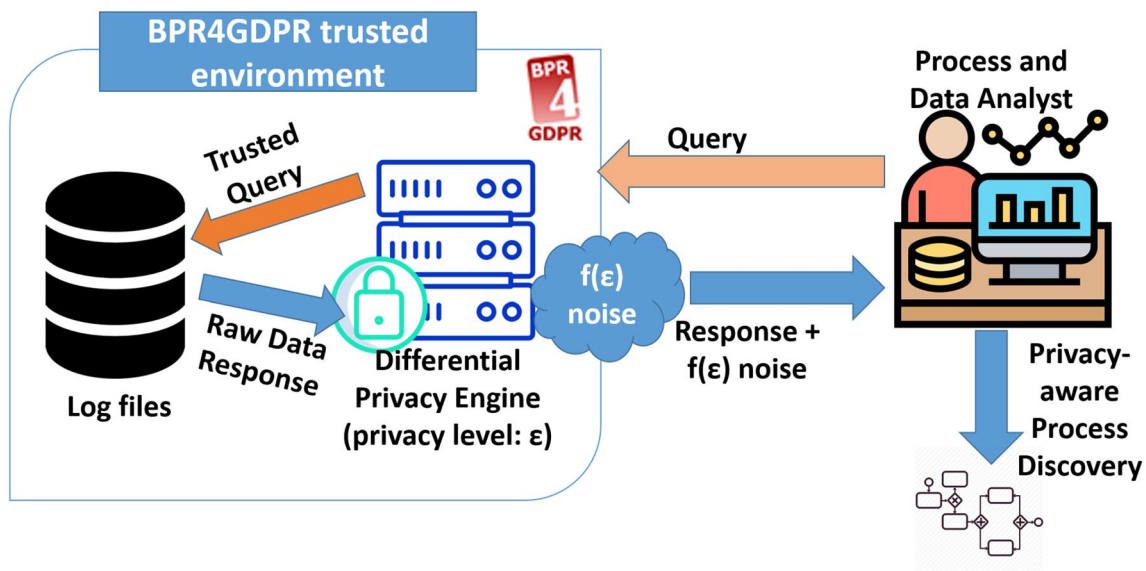 BPR4GDPR trusted
environment
BPR
4
GDPR
Process and
Data Analyst
Query
Trusted
Query
f(ε)
noise
Raw Data
Response
Response +
f(ε) noise
Log files
Differential
Privacy Engine
(privacy level: ε)
Privacy-
aware
Process
Discovery